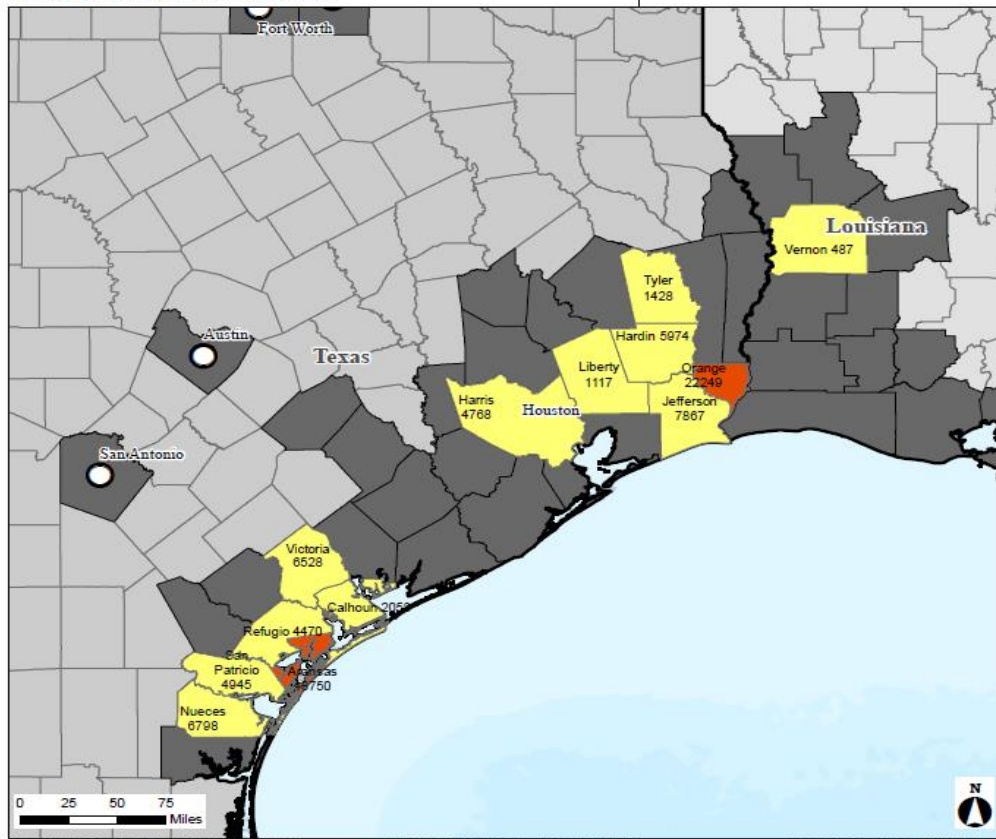 Fort Worth
Louisiana
Vernon 487
Tyler
1428
Hardin 5974
Austin
Texas
Liberty
1117
Orange
22249
Harris
4768
Houston
Jefferson
7867
San Antonio
Victoria
6528
Calhoun
Refugio 4470
San
Patricio
4945
Aransas
Nueces
6798
0 25 50 75
Miles
N